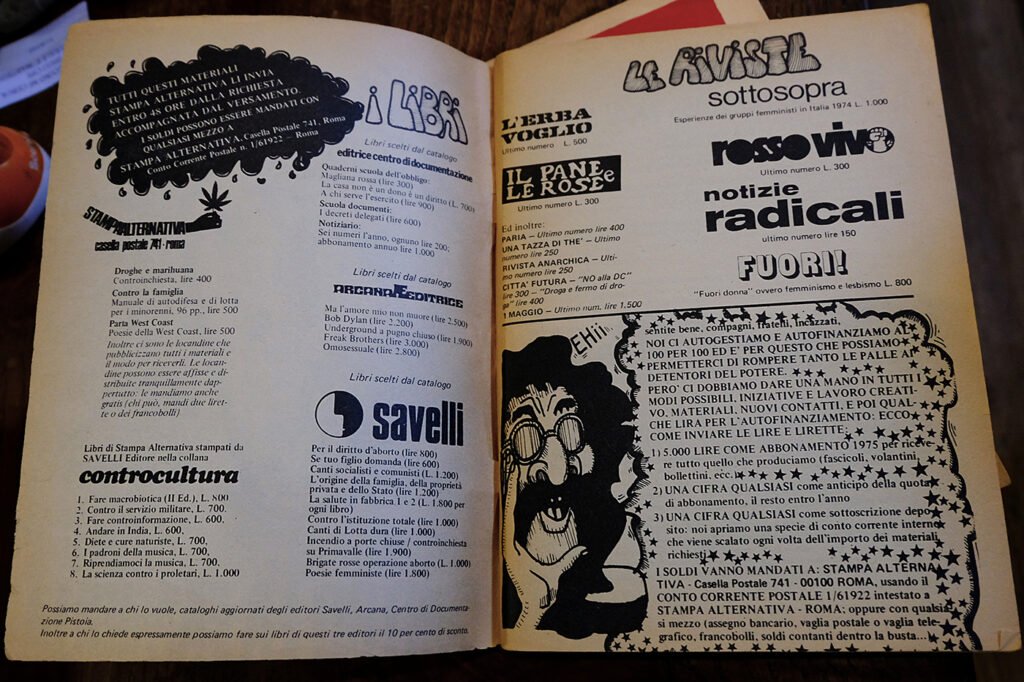 TUTTI QUESTI MATERIALI
STAMPA ALTERNATIVA LI INVIA
ENTRO 48 ORE DALLA RICHIESTA
ACCOMPAGNATA DAL VERSAMENTO.
I SOLDI POSSONO ESSERE MANDATI CON
QUALSIASI MEZZO A
STAMPA ALTERNATIVA. Casella Postale 741, Roma
Conto Corrente Postale n. 1/61922 — Roma
STAMPALTERNATIVA
casella postale 741 · roma
Droghe e marihuana
Controinchiesta, lire 400
Contro la famiglia
Manuale di autodifesa e di lotta
per i minorenni, 96 pp., lire 500
Paria West Coast
Poesie della West Coast, lire 500
Inoltre ci sono le locandine che
pubblicizzano tutti i materiali e
il modo per riceverli. Le locan-
dine possono essere affisse e di-
stribuite tranquillamente dap-
pertutto: le mandiamo anche
gratis (chi può, mandi due liret-
te o dei francobolli)
Libri di Stampa Alternativa stampati da
SAVELLI Editore nella collana
controcultura
1. Fare macrobiotica (II Ed.), L. 800
2. Contro il servizio militare, L. 700.
3. Fare controinformazione, L. 600.
4. Andare in India, L. 600,
5. Diete e cure naturiste, L. 700,
6. I padroni della musica, L. 700,
7. Riprendiamoci la musica, L. 700,
8. La scienza contro i proletari, L. 1.000
i LiBRi
Libri scelti dal catalogo
editrice centro di documentazione
Quaderni scuola dell'obbligo:
Magliana rossa (lire 300)
La casa non è un dono è un diritto (L. 700)
A chi serve l'esercito (lire 900)
Scuola documenti:
I decreti delegati (lire 600)
Notiziario:
Sei numeri l'anno, ognuno lire 200;
abbonamento annuo lire 1.000
Libri scelti dal catalogo
ARCANA EDITRICE
Ma l'amore mio non muore (lire 2.500)
Bob Dylan (lire 2.200)
Underground a pugno chiuso (lire 1.900)
Freak Brothers (lire 3.000)
Omosessuale (lire 2.800)
Libri scelti dal catalogo
savelli
Per il diritto d'aborto (lire 800)
Se tuo figlio domanda (lire 600)
Canti socialisti e comunisti (L. 1.200)
L'origine della famiglia, della proprietà
privata e dello Stato (lire 1.200)
La salute in fabbrica I e 2 (L. 1.800 per
ogni libro)
Contro l'istituzione totale (lire 1.000)
Canti di Lotta dura (lire 1.000)
Incendio a porte chiuse / controinchiesta
su Primavalle (lire 1.900)
Brigate rosse operazione aborto (L. 1.000)
Poesie femministe (lire 1.800)
Possiamo mandare a chi lo vuole, cataloghi aggiornati degli editori Savelli, Arcana, Centro di Documenta-
zione Pistoia.
Inoltre a chi lo chiede espressamente possiamo fare sui libri di questi tre editori il 10 per cento di sconto.
LE RiViSTE
sottosopra
Esperienze dei gruppi femministi in Italia 1974 L. 1.000
L'ERBA
VOGLIO
Ultimo numero L. 500
IL PANE e
LE ROSE
Ultimo numero L. 300
rosso vivo
Ultimo numero L. 300
notizie
radicali
ultimo numero lire 150
FUORI!
"Fuori donna" ovvero femminismo e lesbismo L. 800
Ed inoltre:
PARIA — Ultimo numero lire 400
UNA TAZZA DI THE' — Ultimo
numero lire 250
RIVISTA ANARCHICA — Ulti-
mo numero lire 250
CITTA' FUTURA — "NO alla DC"
lire 300 — "Droga e fermo di dro-
ga" lire 400
1 MAGGIO — Ultimo num. lire 1.500
EHii
sentite bene, compagni, fratelli, incazzati,
NOI CI AUTOGESTIAMO E AUTOFINANZIAMO AL
100 PER 100 ED E' PER QUESTO CHE POSSIAMO
PERMETTERCI DI ROMPERE TANTO LE PALLE AI
DETENTORI DEL POTERE.
PERO' CI DOBBIAMO DARE UNA MANO IN TUTTI I
MODI POSSIBILI, INIZIATIVE E LAVORO CREATI-
VO, MATERIALI, NUOVI CONTATTI, E POI QUAL-
CHE LIRA PER L'AUTOFINANZIAMENTO: ECCO
COME INVIARE LE LIRE E LIRETTE:
1) 5.000 LIRE COME ABBONAMENTO 1975 per riceve-
re tutto quello che produciamo (fascicoli, volantini,
bollettini, ecc.)
2) UNA CIFRA QUALSIASI come anticipo della quota
di abbonamento, il resto entro l'anno
3) UNA CIFRA QUALSIASI come sottoscrizione depo-
sito: noi apriamo una specie di conto corrente interno
che viene scalato ogni volta dell'importo dei materiali
richiesti
I SOLDI VANNO MANDATI A: STAMPA ALTERNA-
TIVA - Casella Postale 741 - 00100 ROMA, usando il
CONTO CORRENTE POSTALE 1/61922 intestato a
STAMPA ALTERNATIVA - ROMA; oppure con qualsia-
si mezzo (assegno bancario, vaglia postale o vaglia tele-
grafico, francobolli, soldi contanti dentro la busta...